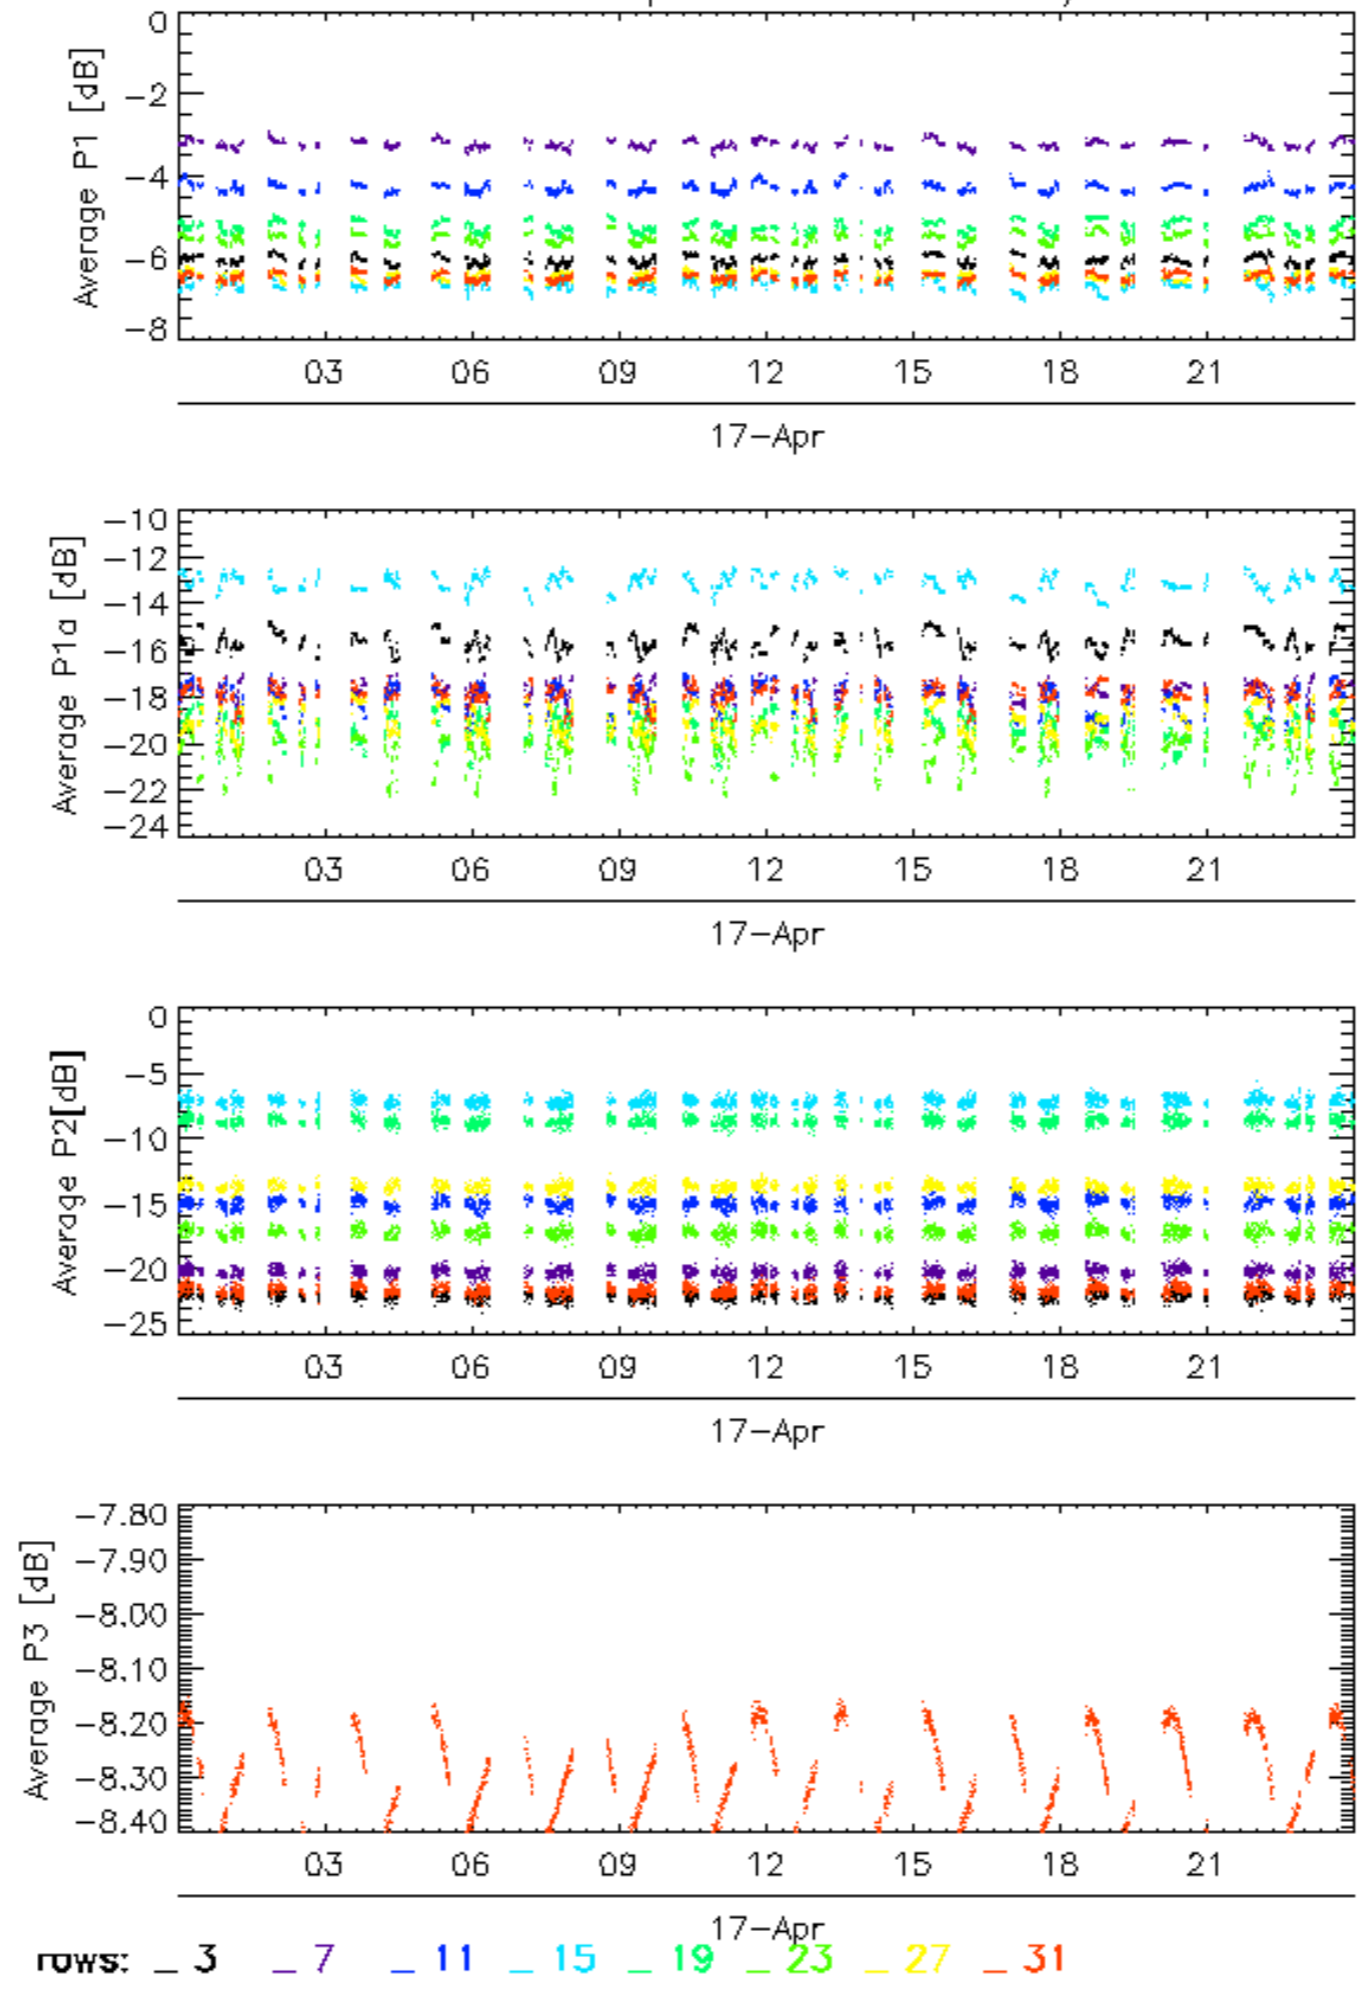 Average P1 [dB]
0
−2
−4
−6
−8
03 06 09 12 15 18 21
17−Apr
Average P1a [dB]
−10
−12
−14
−16
−18
−20
−22
−24
03 06 09 12 15 18 21
17−Apr
Average P2[dB]
0
−5
−10
−15
−20
−25
03 06 09 12 15 18 21
17−Apr
Average P3 [dB]
−7.80
−7.90
−8.00
−8.10
−8.20
−8.30
−8.40
03 06 09 12 15 18 21
17−Apr
rows: _ 3 _ 7 _ 11 _ 15 _ 19 _ 23 _ 27 _ 31